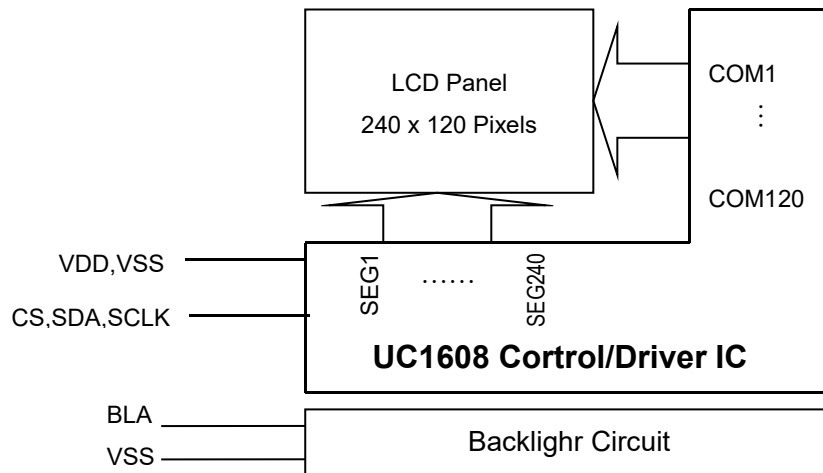 LCD Panel
240 x 120 Pixels
COM1
⋮
COM120
SEG1
......
SEG240
VDD,VSS
CS,SDA,SCLK
UC1608 Cortrol/Driver IC
BLA
VSS
Backlighr Circuit